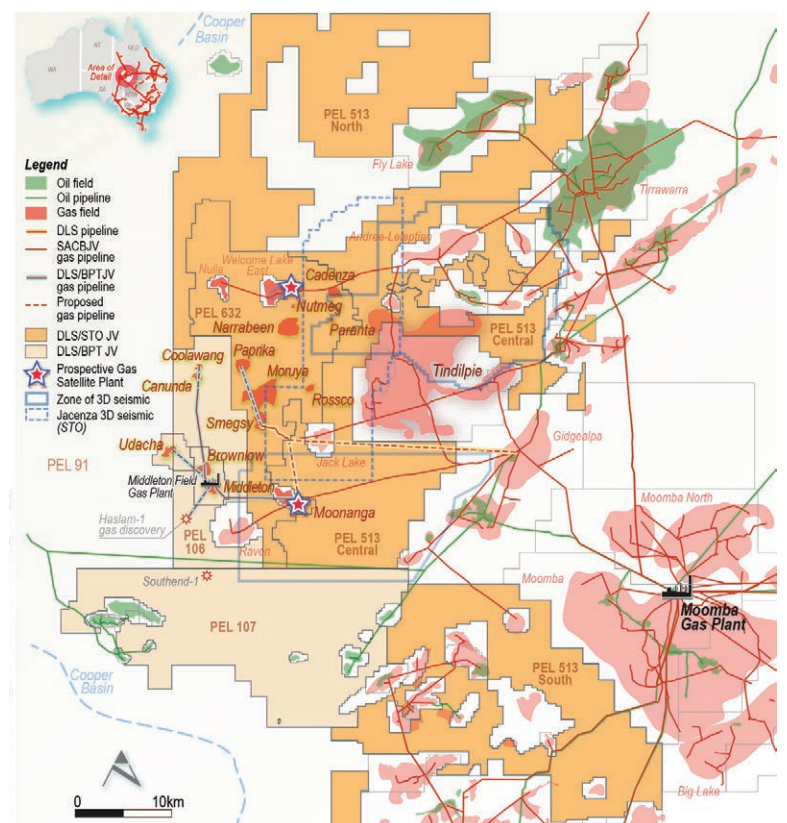 Cooper
Basin
WA
NT
QLD
SA
NSW
Area of
Detail
PEL 513
North
Fly Lake
Tirrawarra
Legend
Oil field
Oil pipeline
Gas field
DLS pipeline
SACBJV
gas pipeline
DLS/BPTJV
gas pipeline
Proposed
gas pipeline
DLS/STO JV
DLS/BPT JV
Prospective Gas
Satellite Plant
Zone of 3D seismic
Jacenza 3D seismic
(STO)
Andree-Leleptian
Welcome Lake
East
Nulla
Cadenza
Nutmeg
PEL 632
Narrabeen
Paranta
PEL 513
Central
Coolawang
Paprika
Canunda
Moruya
Tindilpie
Rossco
Smegsy
Udacha
Jack Lake
Gidgealpa
Brownlow
PEL 91
Middleton Field
Gas Plant
Middleton
Moonanga
Moomba North
Haslam-1
gas discovery
PEL
106
Raven
PEL 513
Central
Southend-1
Moomba
Moomba
Gas Plant
PEL 107
Cooper
Basin
PEL 513
South
0
10km
Big Lake